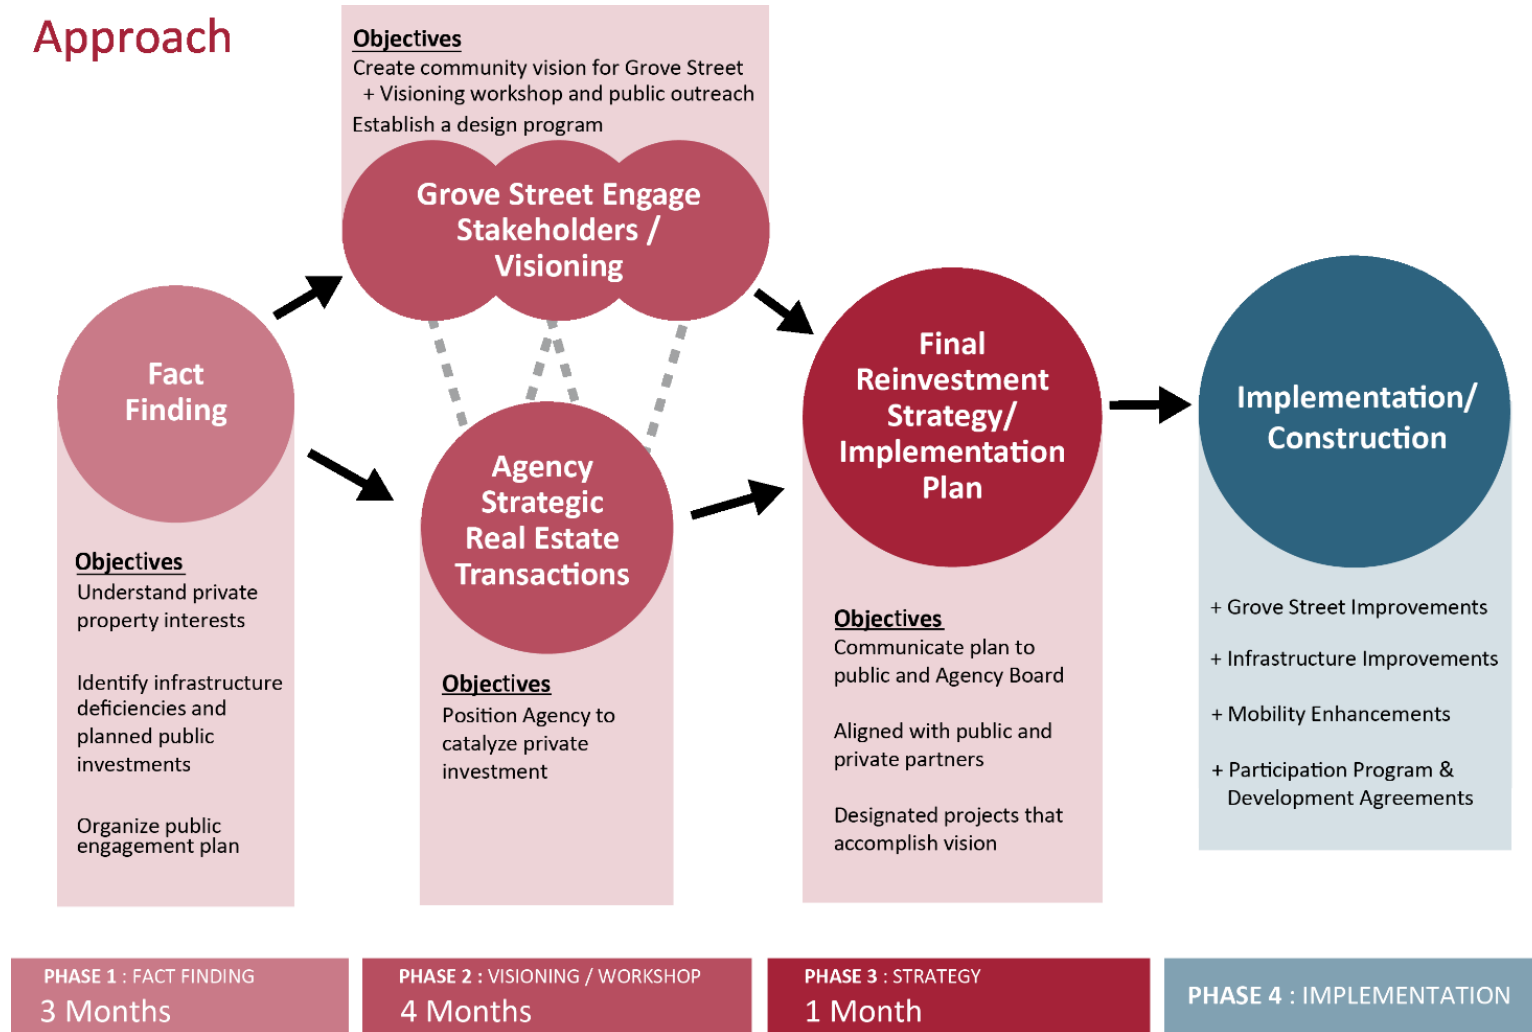 Approach
Objectives
Create community vision for Grove Street
+ Visioning workshop and public outreach
Establish a design program
Grove Street Engage
Stakeholders /
Visioning
Fact
Finding
Objectives
Understand private
property interests
Identify infrastructure
deficiencies and
planned public
investments
Organize public
engagement plan
Agency
Strategic
Real Estate
Transactions
Objectives
Position Agency to
catalyze private
investment
Final
Reinvestment
Strategy/
Implementation
Plan
Objectives
Communicate plan to
public and Agency Board
Aligned with public and
private partners
Designated projects that
accomplish vision
Implementation/
Construction
+ Grove Street Improvements
+ Infrastructure Improvements
+ Mobility Enhancements
+ Participation Program &
Development Agreements
PHASE 1 : FACT FINDING
3 Months
PHASE 2 : VISIONING / WORKSHOP
4 Months
PHASE 3 : STRATEGY
1 Month
PHASE 4 : IMPLEMENTATION